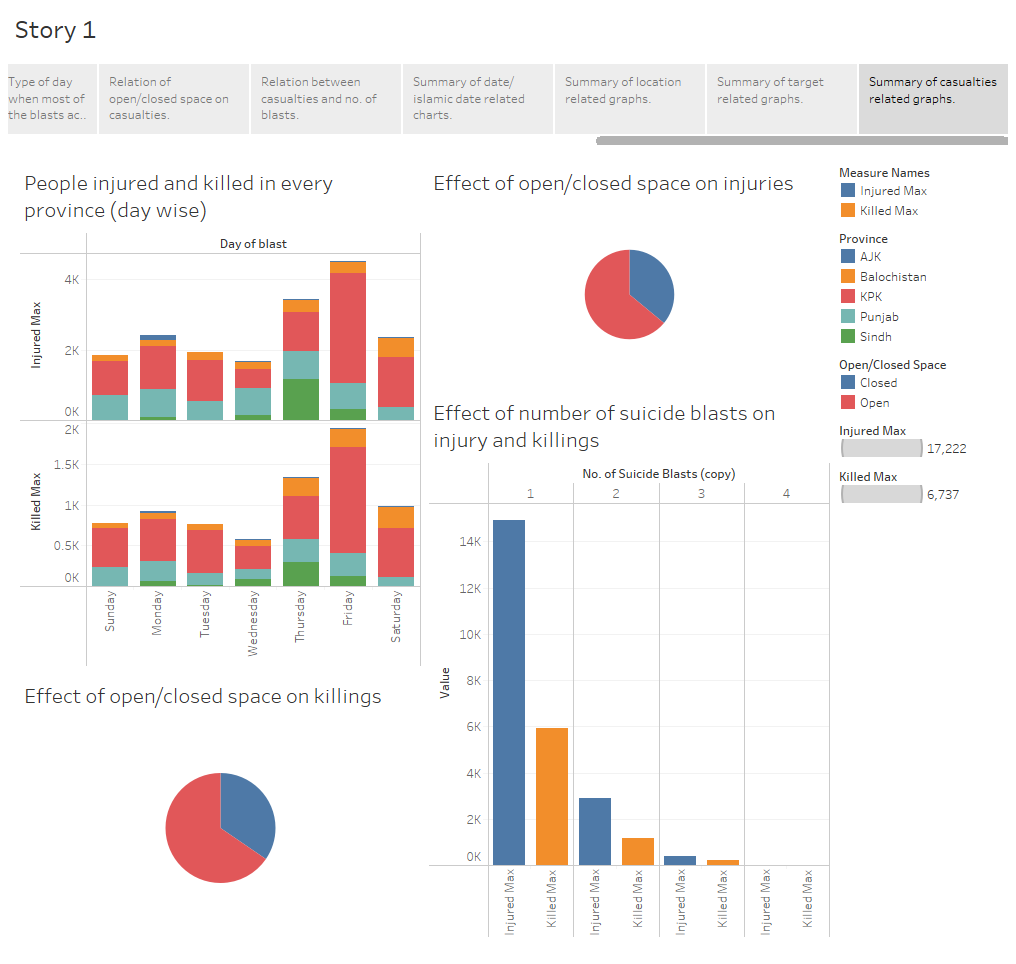 Story 1
Type of day
when most of
the blasts ac..
Relation of
open/closed space on
casualties.
Relation between
casualties and no. of
blasts.
Summary of date/
islamic date related
charts.
Summary of location
related graphs.
Summary of target
related graphs.
Summary of casualties
related graphs.
People injured and killed in every
province (day wise)
Day of blast
Injured Max
4K
2K
0K
Killed Max
2K
1.5K
1K
0.5K
0K
Sunday
Monday
Tuesday
Wednesday
Thursday
Friday
Saturday
Effect of open/closed space on killings
Effect of open/closed space on injuries
Effect of number of suicide blasts on
injury and killings
No. of Suicide Blasts (copy)
1
2
3
4
Value
14K
12K
10K
8K
6K
4K
2K
0K
Injured Max
Killed Max
Injured Max
Killed Max
Injured Max
Killed Max
Injured Max
Killed Max
Measure Names
Injured Max
Killed Max
Province
AJK
Balochistan
KPK
Punjab
Sindh
Open/Closed Space
Closed
Open
Injured Max
17,222
Killed Max
6,737